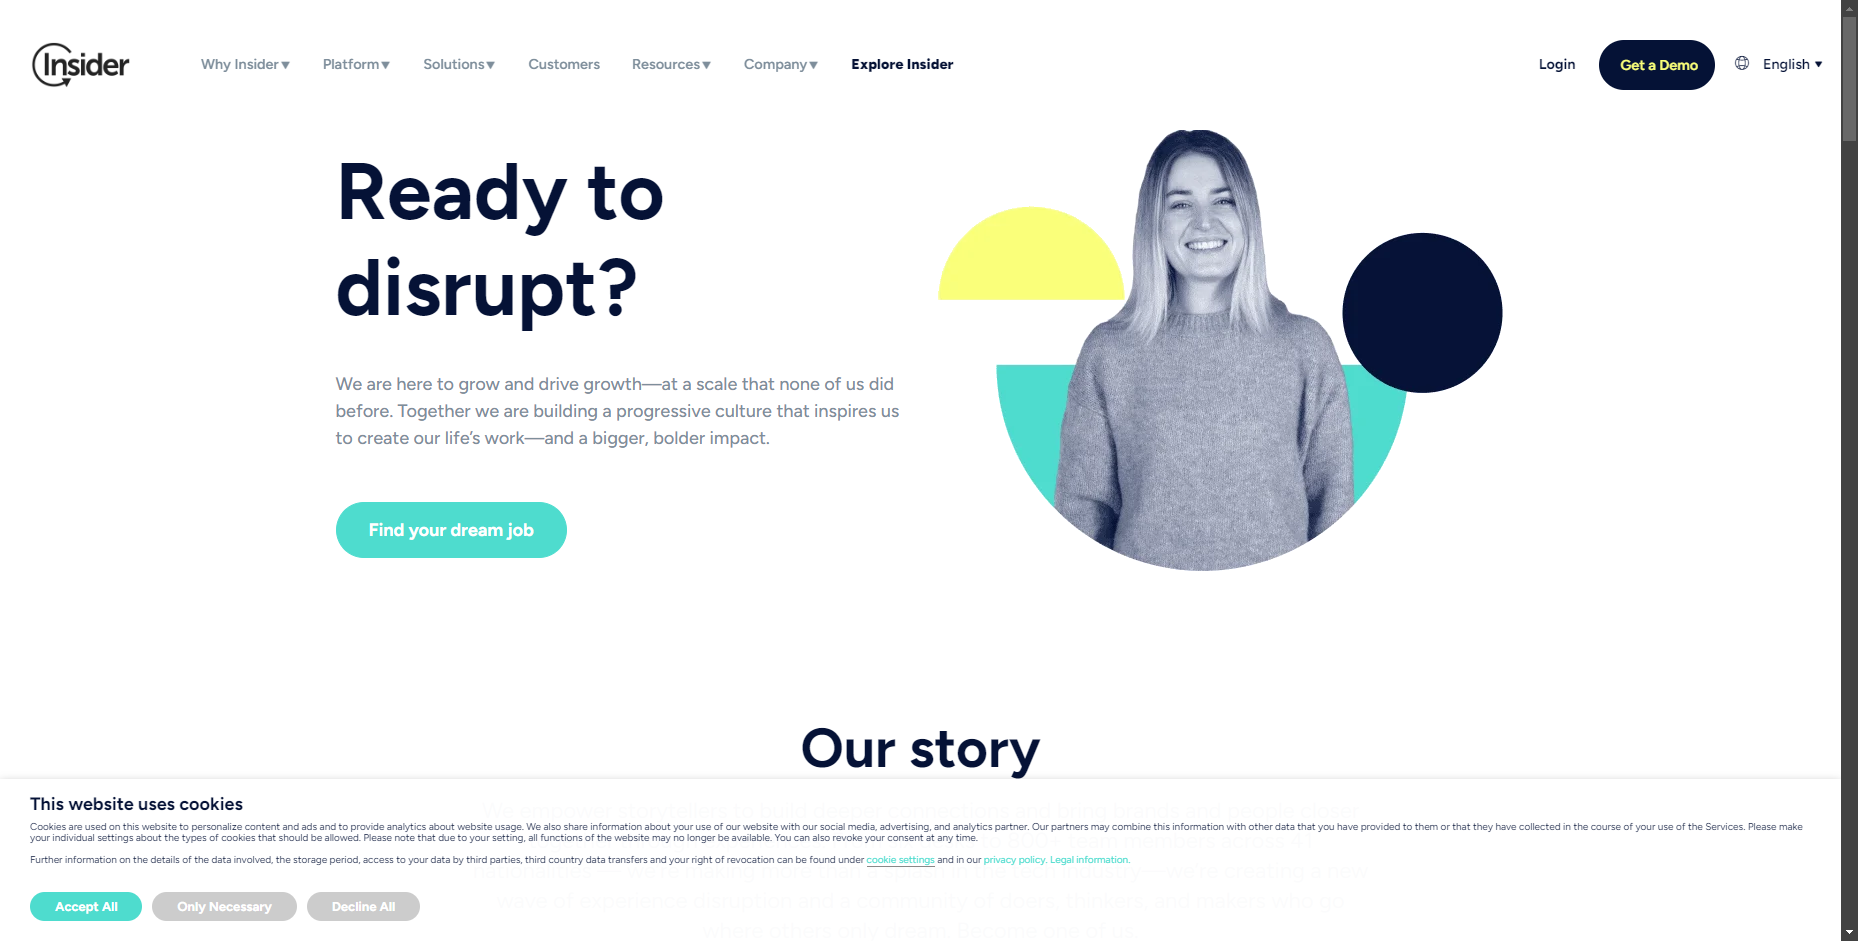 Insider
Why Insider
Platform
Solutions
Customers
Resources
Company
Explore Insider
Login
Get a Demo
English
Ready to
disrupt?
We are here to grow and drive growth—at a scale that none of us did
before. Together we are building a progressive culture that inspires us
to create our life’s work—and a bigger, bolder impact.
Find your dream job
Our story
This website uses cookies
Cookies are used on this website to personalize content and ads and to provide analytics about website usage. We also share information about your use of our website with our social media, advertising, and analytics partner. Our partners may combine this information with other data that you have provided to them or that they have collected in the course of your use of the Services. Please make
your individual settings about the types of cookies that should be allowed. Please note that due to your setting, all functions of the website may no longer be available. You can also revoke your consent at any time.
Further information on the details of the data involved, the storage period, access to your data by third parties, third country data transfers and your right of revocation can be found under cookie settings and in our privacy policy. Legal information.
Accept All
Only Necessary
Decline All